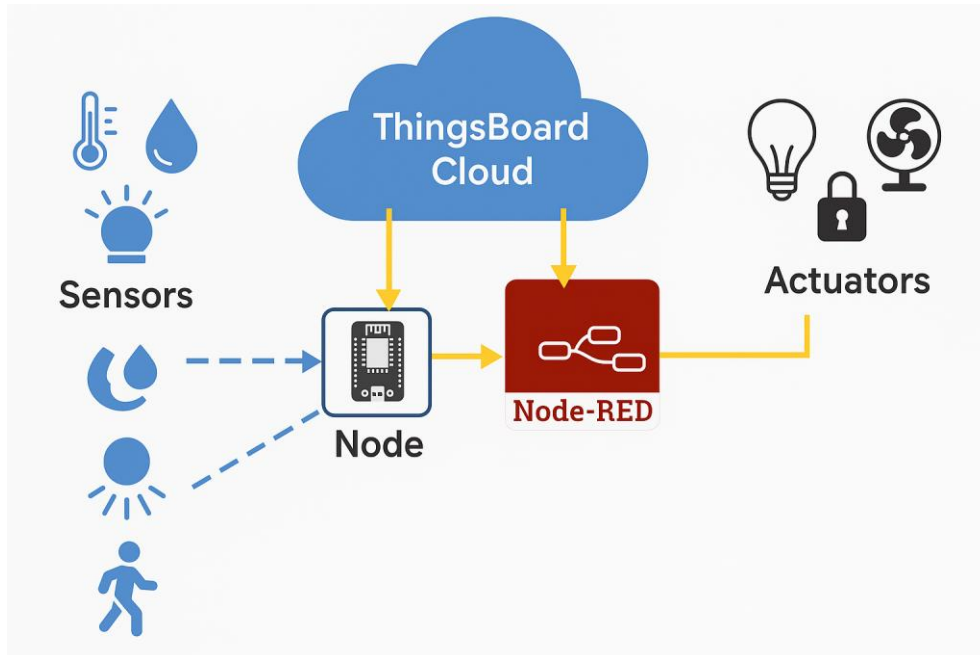 ThingsBoard
Cloud
Sensors
Actuators
Node-RED
Node